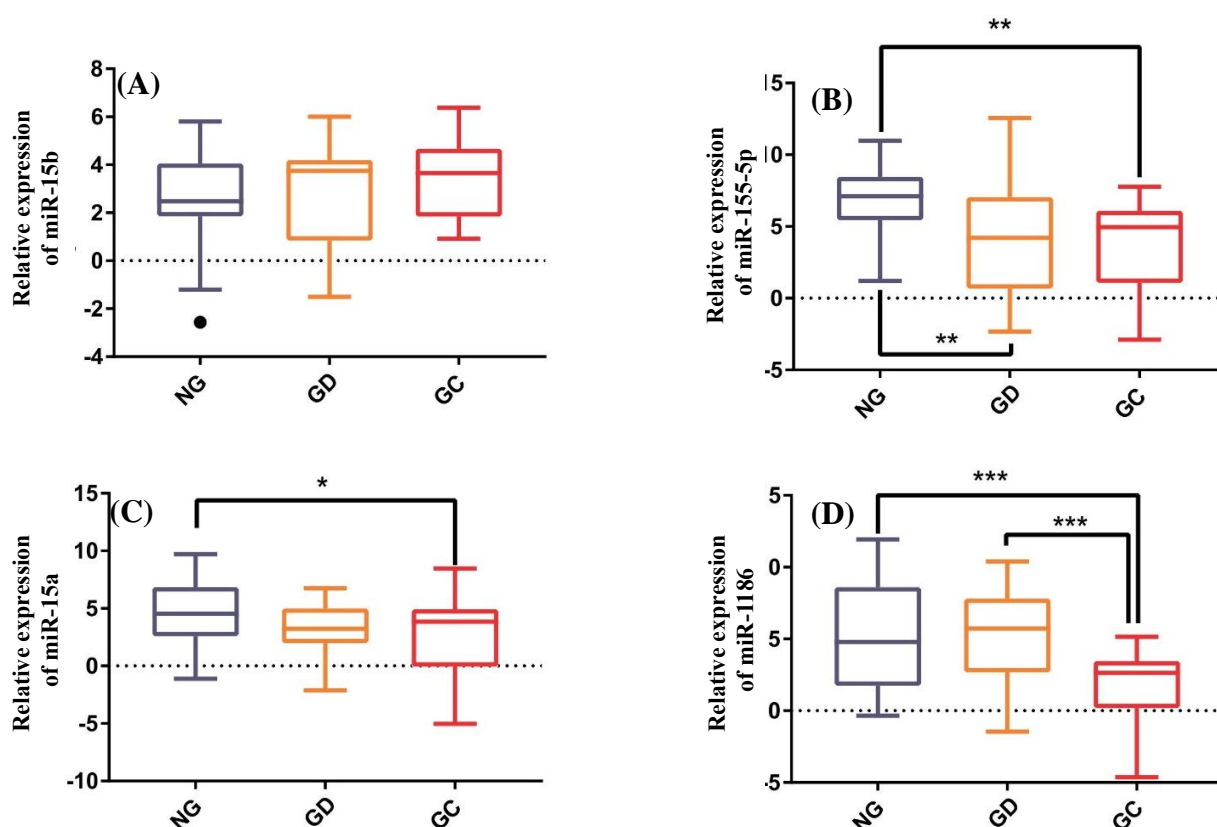 (A)
Relative expression
of miR-15b
8
6
4
2
0
-2
-4
NG
GD
GC
(B)
Relative expression
of miR-155-5p
**
**
15
10
5
0
-5
NG
GD
GC
(C)
Relative expression
of miR-15a
*
15
10
5
0
-5
-10
NG
GD
GC
(D)
Relative expression
of miR-1186
***
***
5
0
5
0
-5
NG
GD
GC